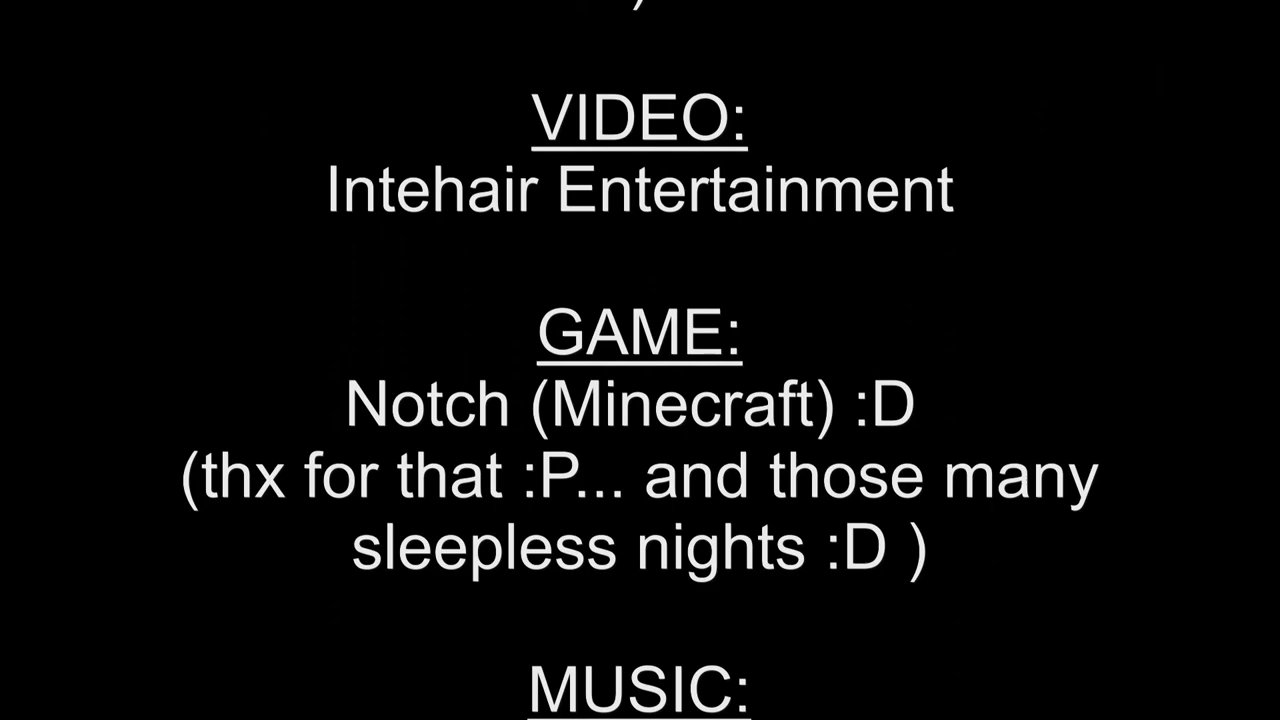 VIDEO:
Intehair Entertainment
GAME:
Notch (Minecraft) :D
(thx for that :P... and those many
sleepless nights :D )
MUSIC: